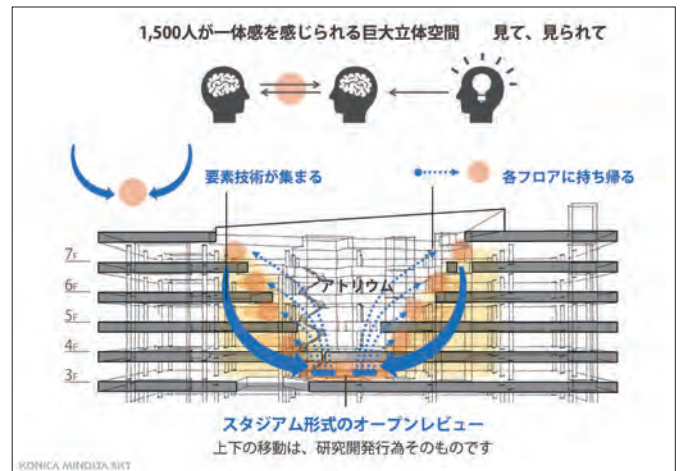 1,500人が一体感を感じられる巨大立体空間　見て、見られて
要素技術が集まる
各フロアに持ち帰る
7F
アトリウム
6F
5F
4F
3F
スタジアム形式のオープンレビュー
上下の移動は、研究開発行為そのものです
KONICA MINOLTA SKT